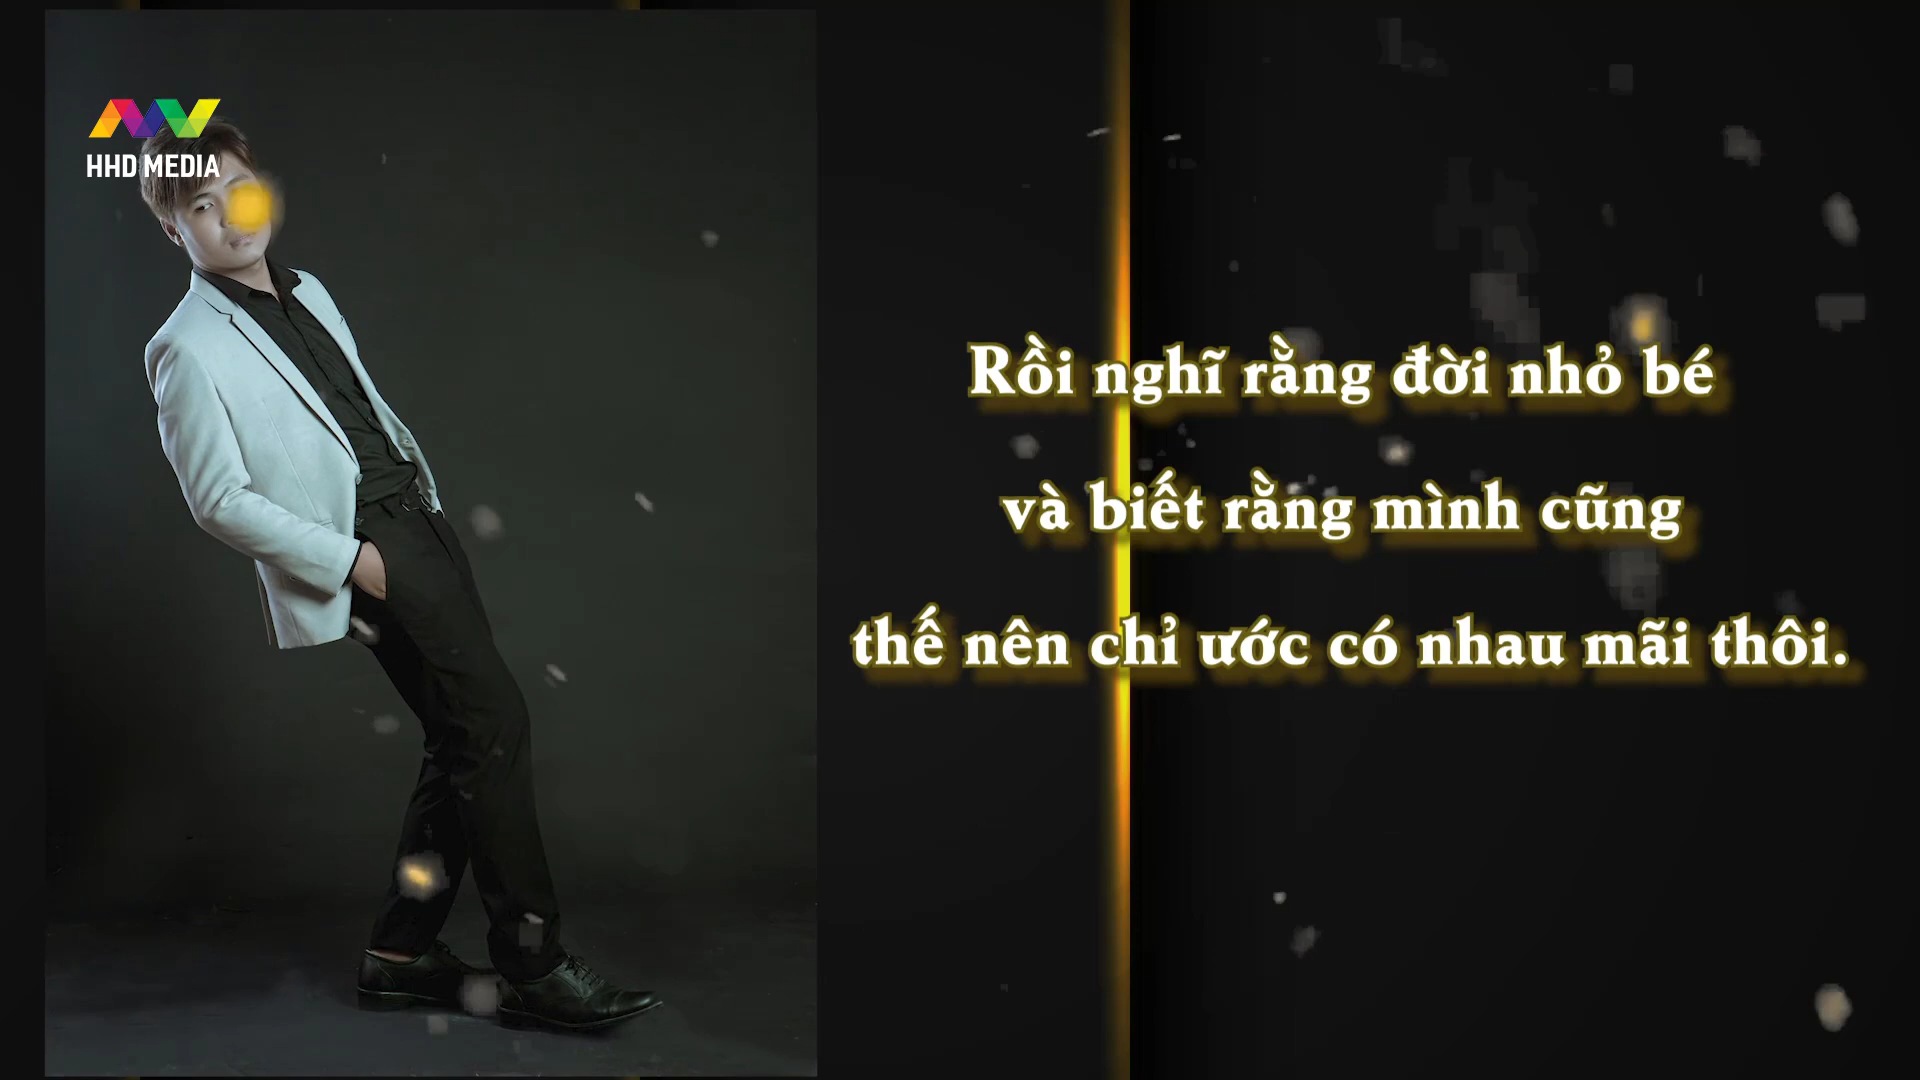 HHD MEDIA
Rồi nghĩ rằng đời nhỏ bé
và biết rằng mình cũng
thế nên chỉ ước có nhau mãi thôi.